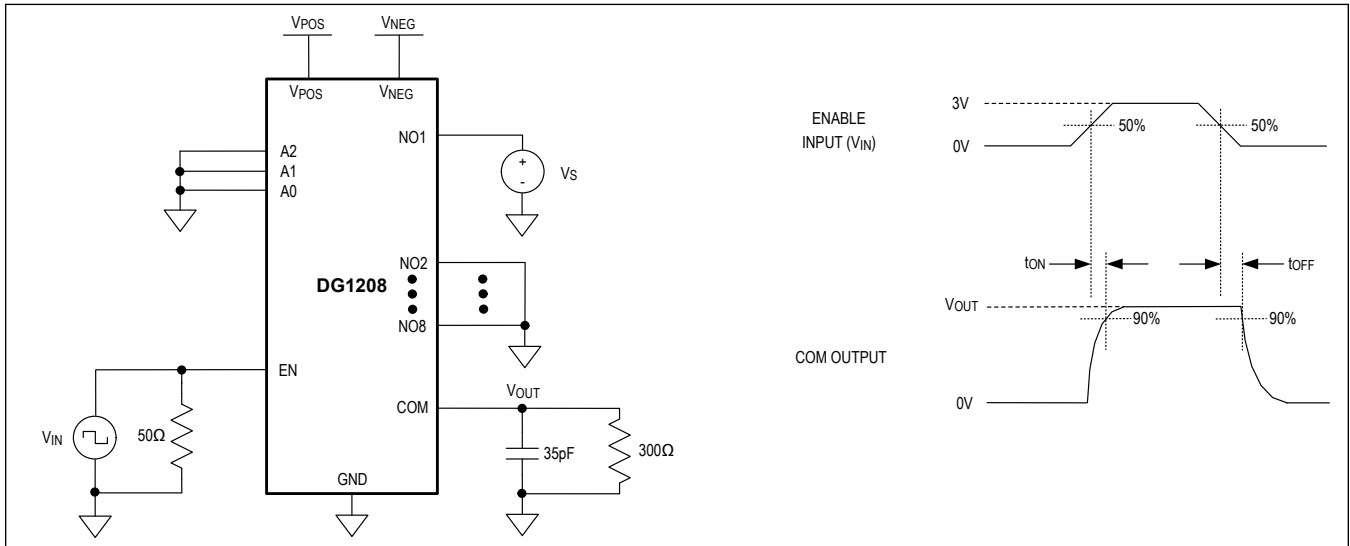 VPOS
VNEG
VPOS
VNEG
A2
A1
A0
NO1
+
-
VS
NO2
DG1208
NO8
EN
VIN
50Ω
COM
VOUT
35pF
300Ω
GND
ENABLE
INPUT (VIN)
3V
0V
50%
50%
tON
tOFF
VOUT
90%
90%
COM OUTPUT
0V